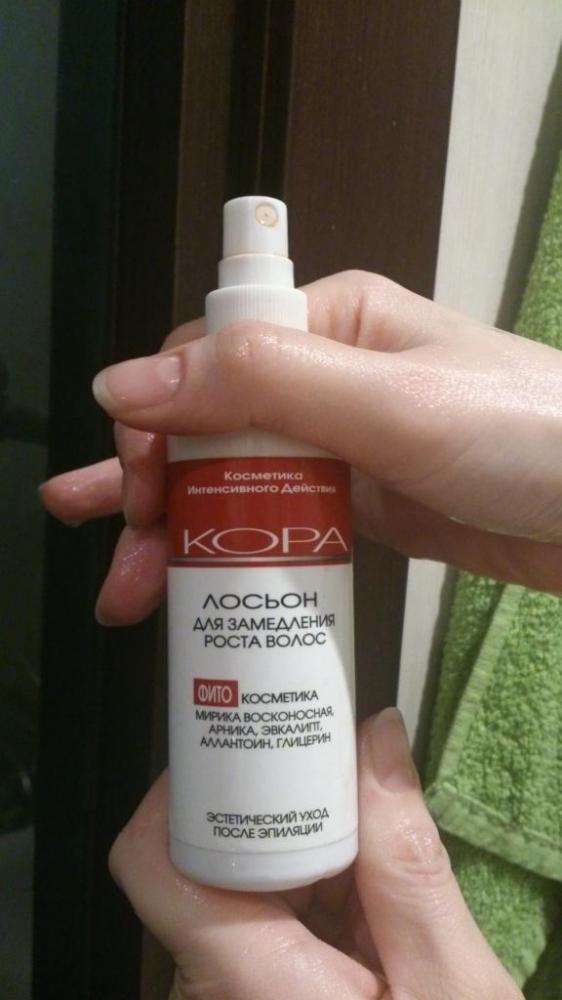 Косметика
Интенсивного Действия
КОРА
ЛОСЬОН
ДЛЯ ЗАМЕДЛЕНИЯ
РОСТА ВОЛОС
ФИТО КОСМЕТИКА
МИРИКА ВОСКОНОСНАЯ,
АРНИКА, ЭВКАЛИПТ,
АЛЛАНТОИН, ГЛИЦЕРИН
ЭСТЕТИЧЕСКИЙ УХОД
ПОСЛЕ ЭПИЛЯЦИИ